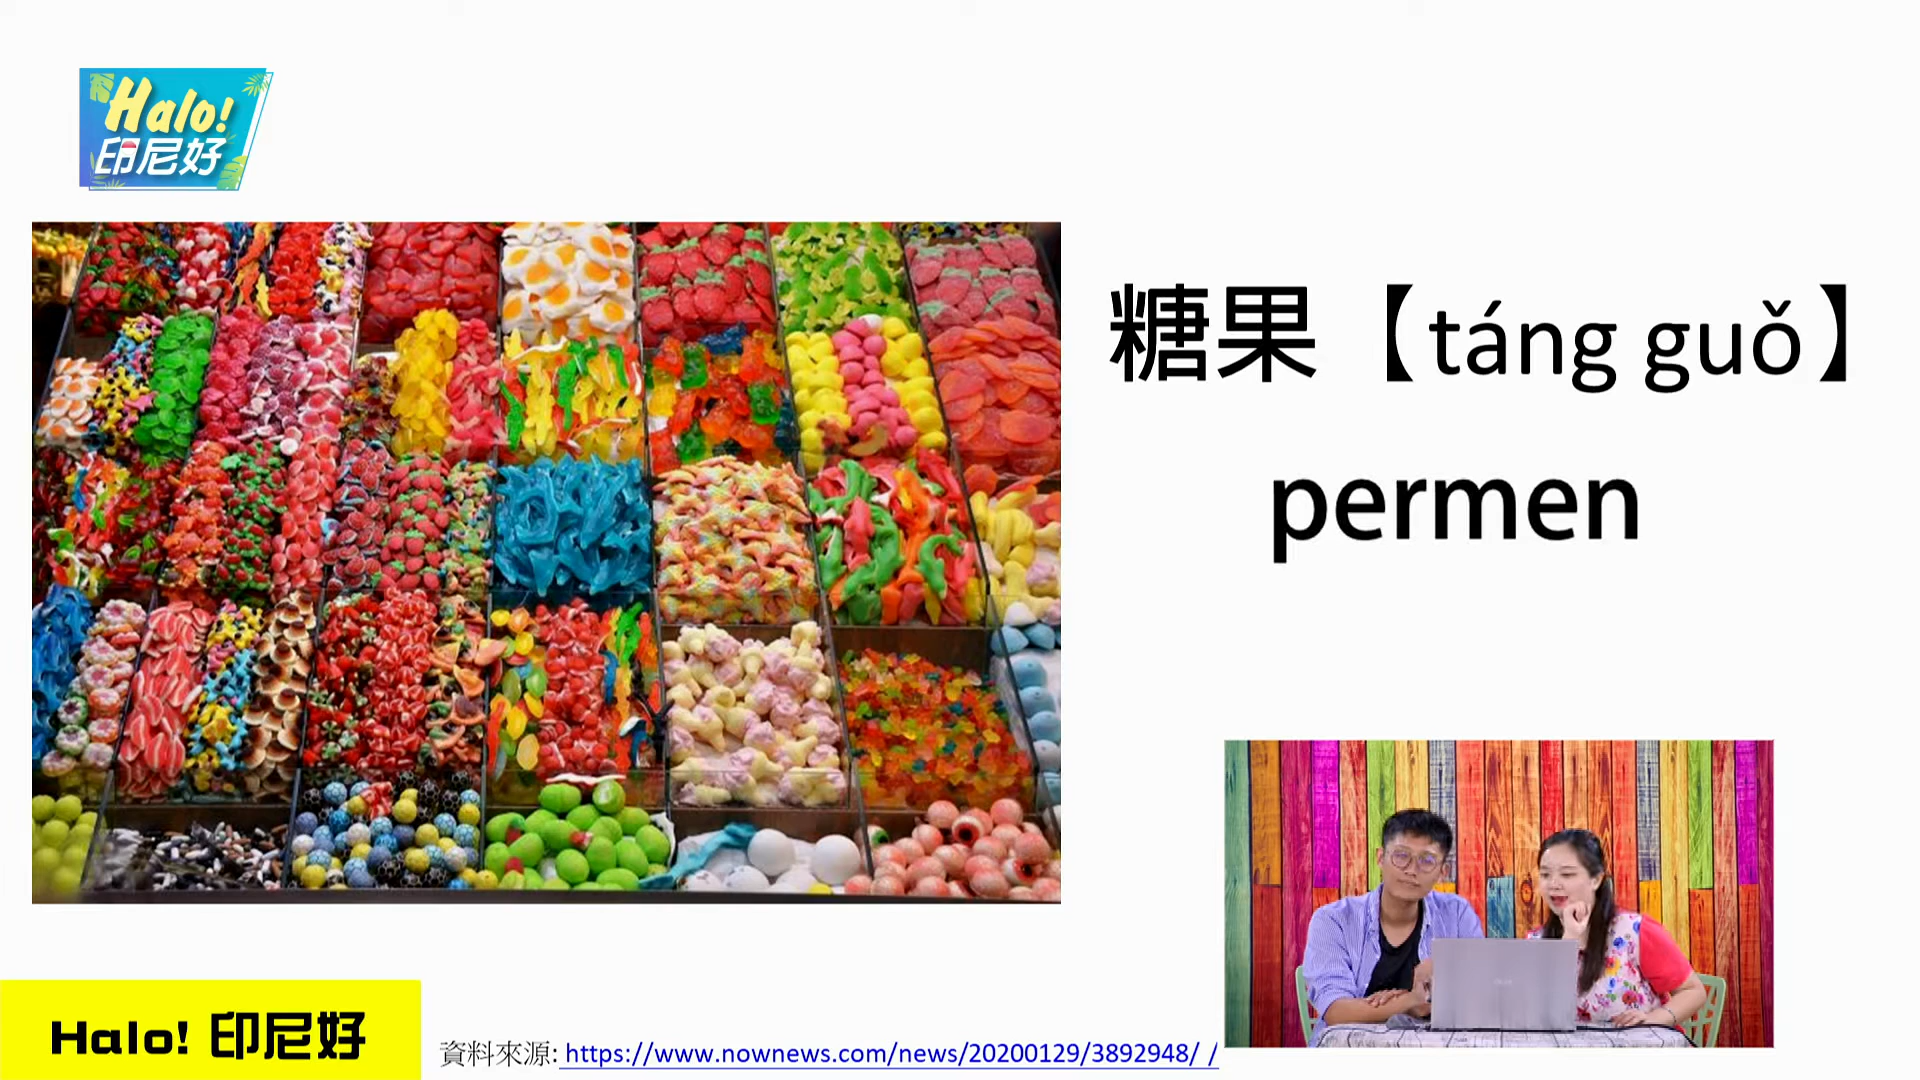 Halo!
印尼好
糖果【táng guǒ】
permen
Halo! 印尼好
資料來源: https://www.nownews.com/news/20200129/3892948/ /